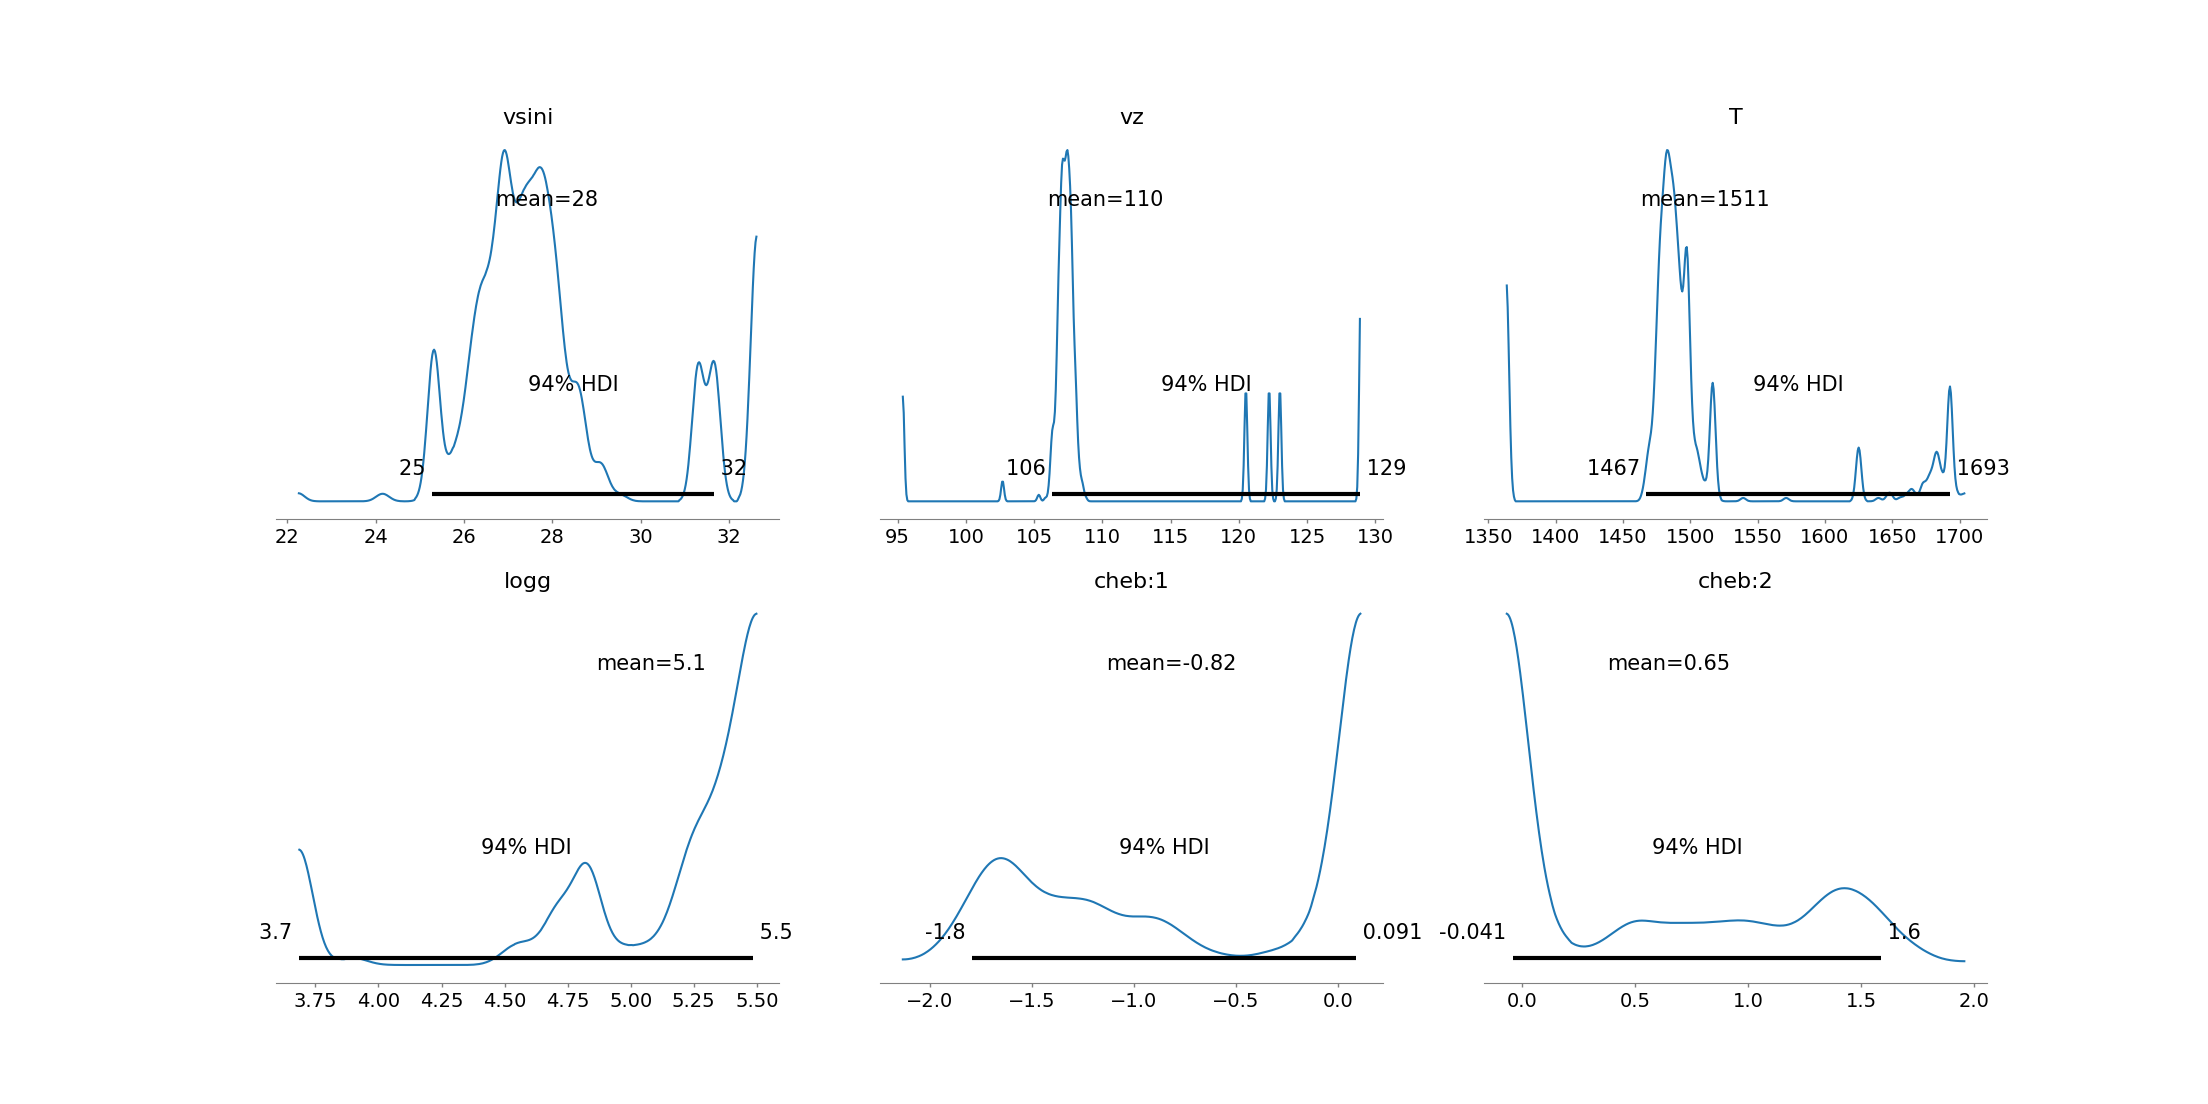 vsini
vz
T
mean=28
mean=110
mean=1511
94% HDI
94% HDI
94% HDI
25
32
106
129
1467
1693
22 24 26 28 30 32
95 100 105 110 115 120 125 130
1350 1400 1450 1500 1550 1600 1650 1700
logg
cheb:1
cheb:2
mean=5.1
mean=-0.82
mean=0.65
94% HDI
94% HDI
94% HDI
3.7
5.5
-1.8
0.091
-0.041
1.6
3.75 4.00 4.25 4.50 4.75 5.00 5.25 5.50
−2.0 −1.5 −1.0 −0.5 0.0
0.0 0.5 1.0 1.5 2.0